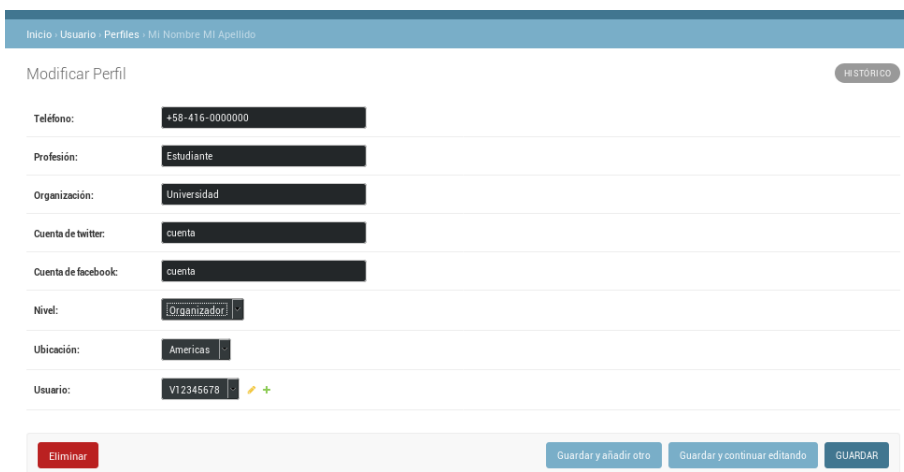 Inicio › Usuario › Perfiles › Mi Nombre MI Apellido
Modificar Perfil
HISTÓRICO
Teléfono: +58-416-0000000
Profesión: Estudiante
Organización: Universidad
Cuenta de twitter: cuenta
Cuenta de facebook: cuenta
Nivel: Organizador
Ubicación: Americas
Usuario: V12345678
Eliminar Guardar y añadir otro Guardar y continuar editando GUARDAR